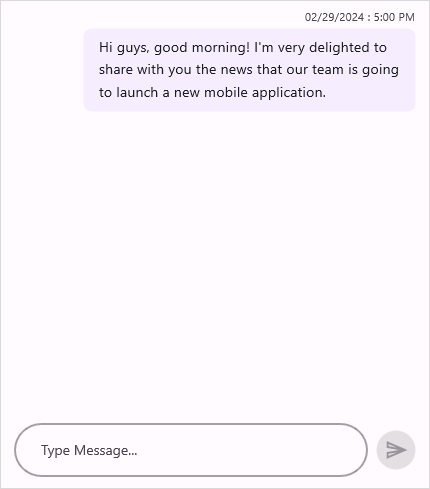 02/29/2024 : 5:00 PM
Hi guys, good morning! I'm very delighted to
share with you the news that our team is going
to launch a new mobile application.
Type Message...